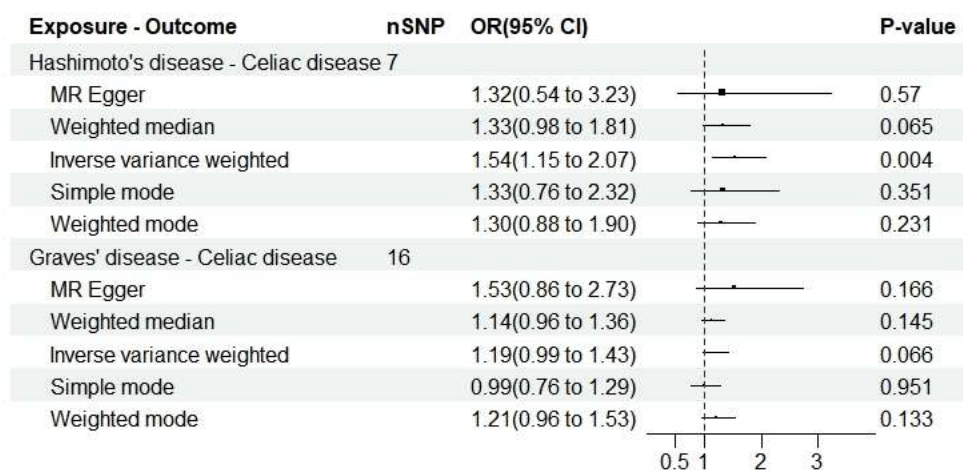 Exposure - Outcome nSNP OR(95% CI) P-value
Hashimoto's disease - Celiac disease 7
MR Egger 1.32(0.54 to 3.23) 0.57
Weighted median 1.33(0.98 to 1.81) 0.065
Inverse variance weighted 1.54(1.15 to 2.07) 0.004
Simple mode 1.33(0.76 to 2.32) 0.351
Weighted mode 1.30(0.88 to 1.90) 0.231
Graves' disease - Celiac disease 16
MR Egger 1.53(0.86 to 2.73) 0.166
Weighted median 1.14(0.96 to 1.36) 0.145
Inverse variance weighted 1.19(0.99 to 1.43) 0.066
Simple mode 0.99(0.76 to 1.29) 0.951
Weighted mode 1.21(0.96 to 1.53) 0.133
0.5 1 2 3